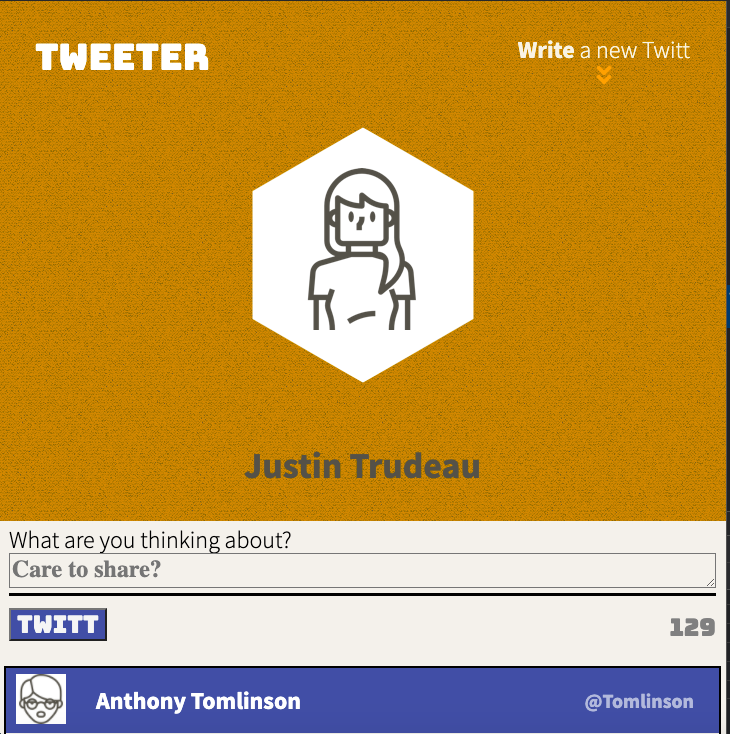 TWEETER
Write a new Twitt
Justin Trudeau
What are you thinking about?
Care to share?
TWITT
129
Anthony Tomlinson
@Tomlinson